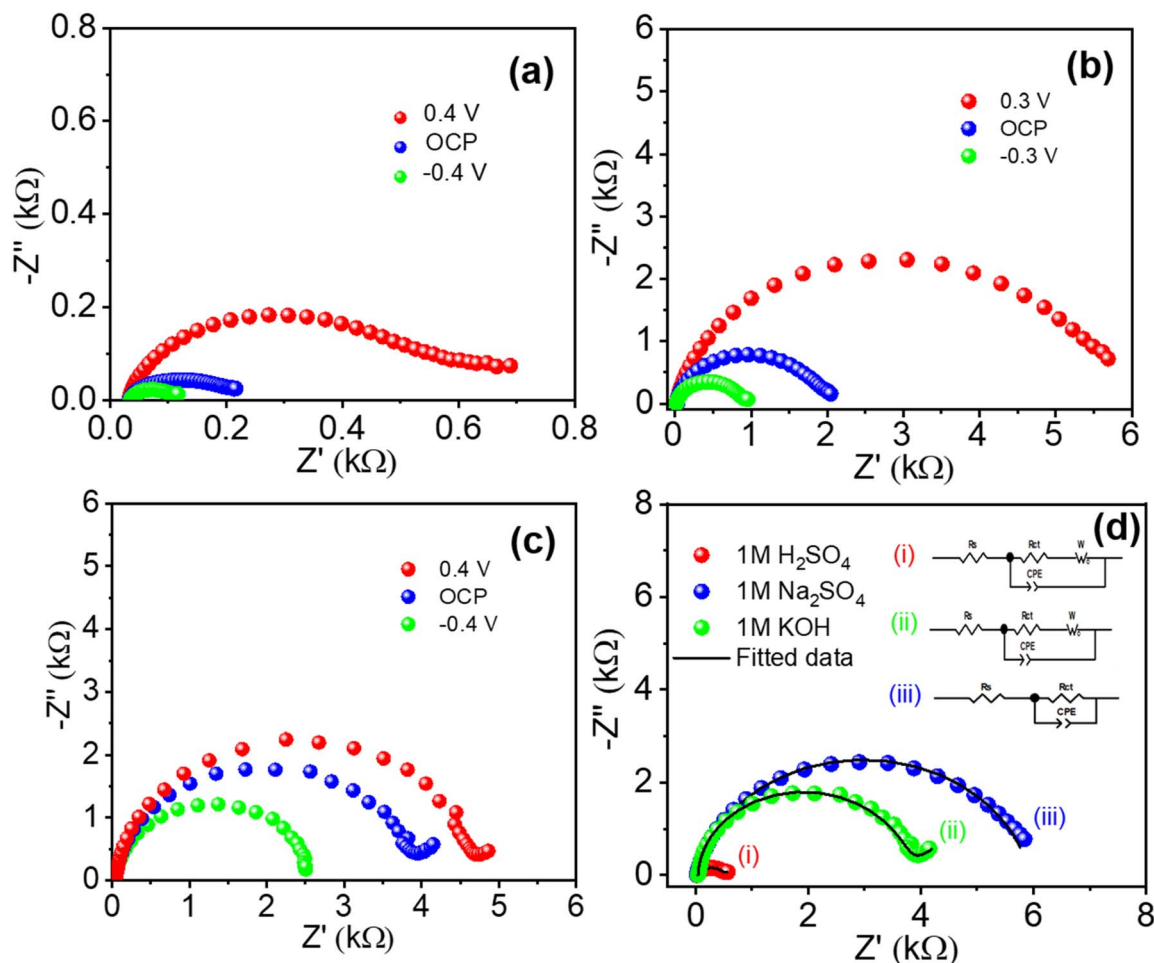 (a)
0.4 V
OCP
-0.4 V
-Z'' (kΩ)
0.8
0.6
0.4
0.2
0.0
0.0 0.2 0.4 0.6 0.8
Z' (kΩ)
(b)
0.3 V
OCP
-0.3 V
-Z'' (kΩ)
6
5
4
3
2
1
0
0 1 2 3 4 5 6
Z' (kΩ)
(c)
0.4 V
OCP
-0.4 V
-Z'' (kΩ)
6
5
4
3
2
1
0
0 1 2 3 4 5 6
Z' (kΩ)
(d)
1M H₂SO₄
1M Na₂SO₄
1M KOH
Fitted data
(i)
Rs Rct W
CPE
(ii)
Rs Rct W
CPE
(iii)
Rs Rct
CPE
(i)
(ii)
(iii)
-Z'' (kΩ)
8
6
4
2
0
0 2 4 6 8
Z' (kΩ)